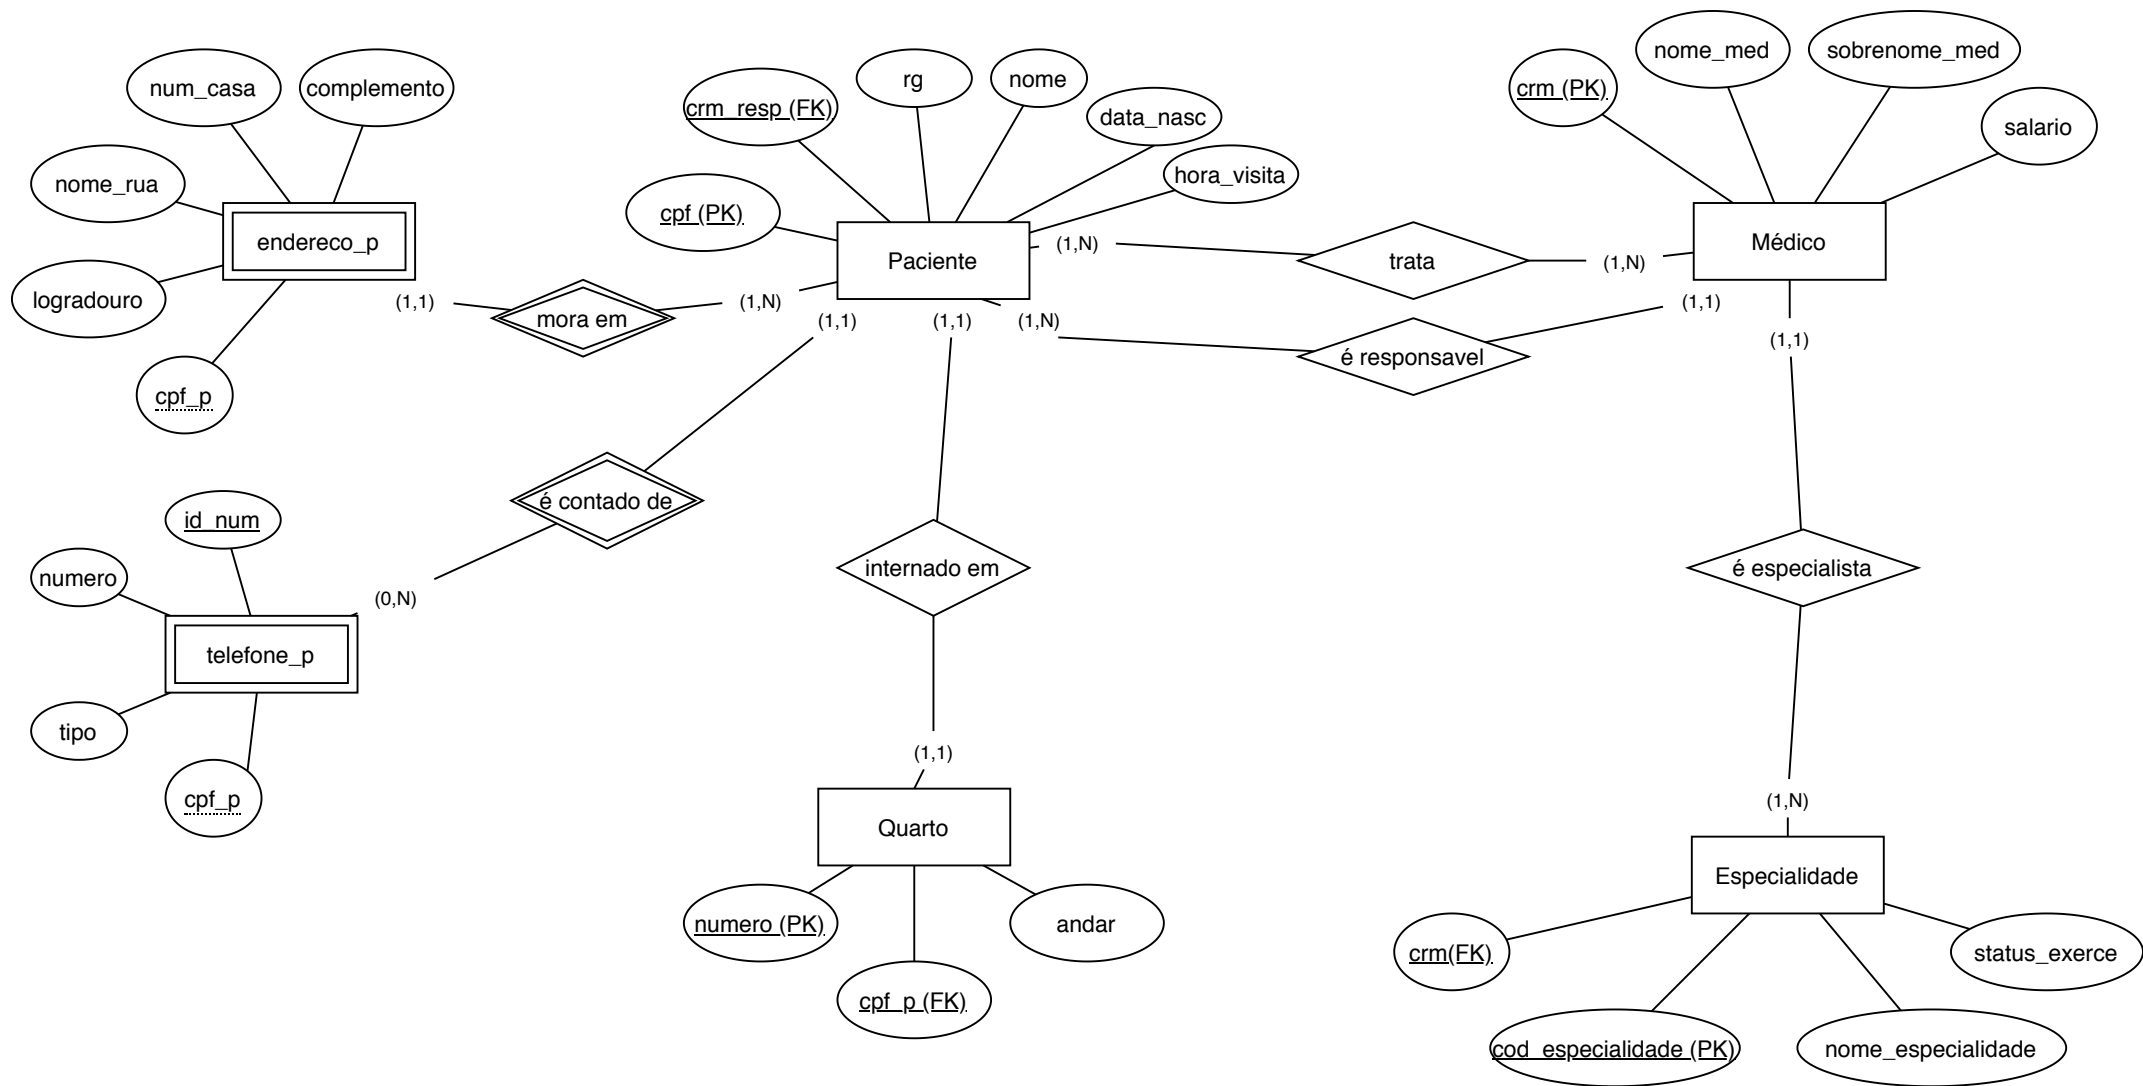 nome_med
sobrenome_med
num_casa
complemento
rg
nome
crm (PK)
crm_resp (FK)
data_nasc
salario
nome_rua
hora_visita
cpf (PK)
endereco_p
Paciente
(1,N)
trata
(1,N)
Médico
logradouro
(1,1)
mora em
(1,N)
(1,1)
(1,1)
(1,N)
é responsavel
(1,1)
(1,1)
cpf_p
é contado de
id_num
internado em
é especialista
numero
(0,N)
telefone_p
tipo
(1,1)
cpf_p
(1,N)
Quarto
Especialidade
numero (PK)
andar
crm(FK)
status_exerce
cpf_p (FK)
cod_especialidade (PK)
nome_especialidade